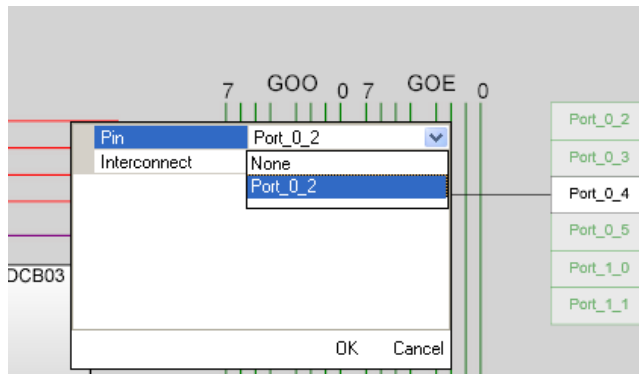 7 GOO 0 7 GOE 0
Port_0_2
Pin Port_0_2
Interconnect None
Port_0_3
Port_0_2
Port_0_4
Port_0_5
DCB03
Port_1_0
Port_1_1
OK Cancel